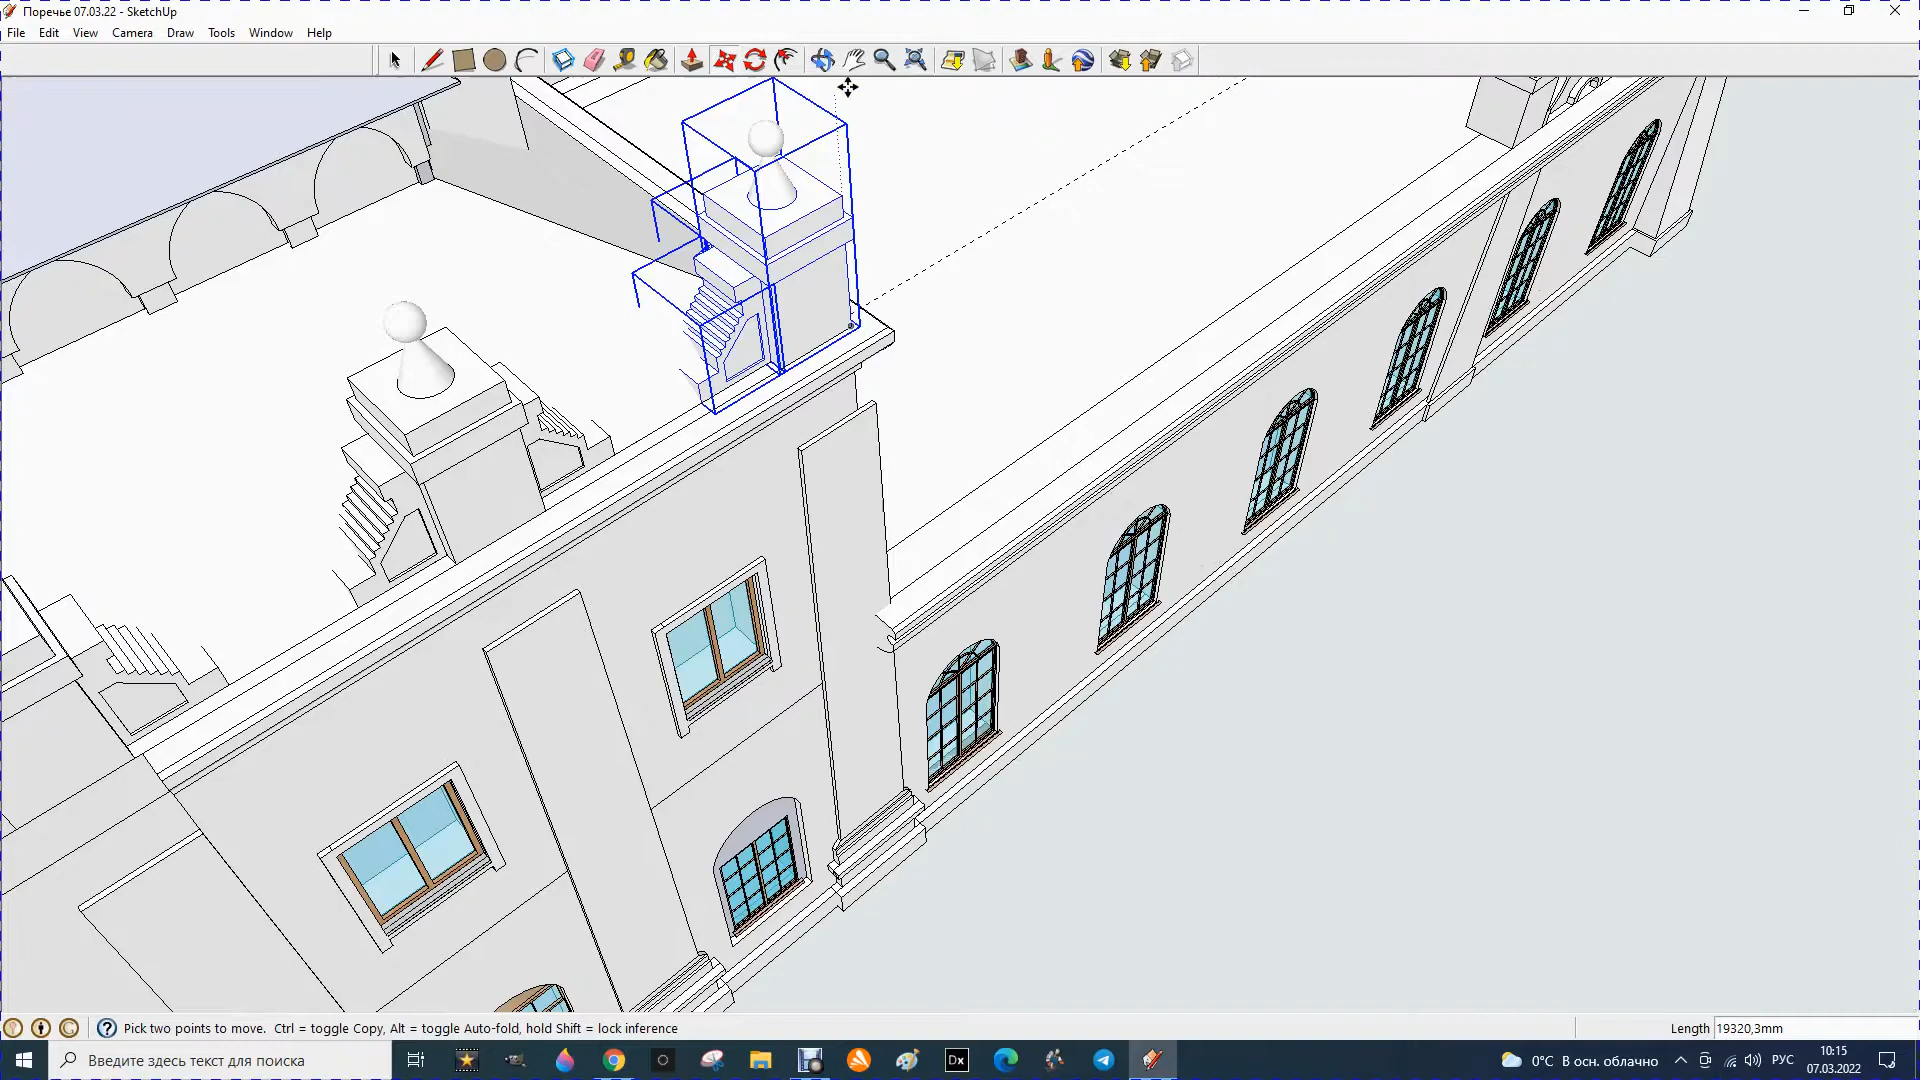 Поречье 07.03.22 - SketchUp
File Edit View Camera Draw Tools Window Help
Pick two points to move. Ctrl = toggle Copy, Alt = toggle Auto-fold, hold Shift = lock inference
Length 19320,3mm
Введите здесь текст для поиска
Dx
0°C В осн. облачно
РУС
10:15
07.03.2022